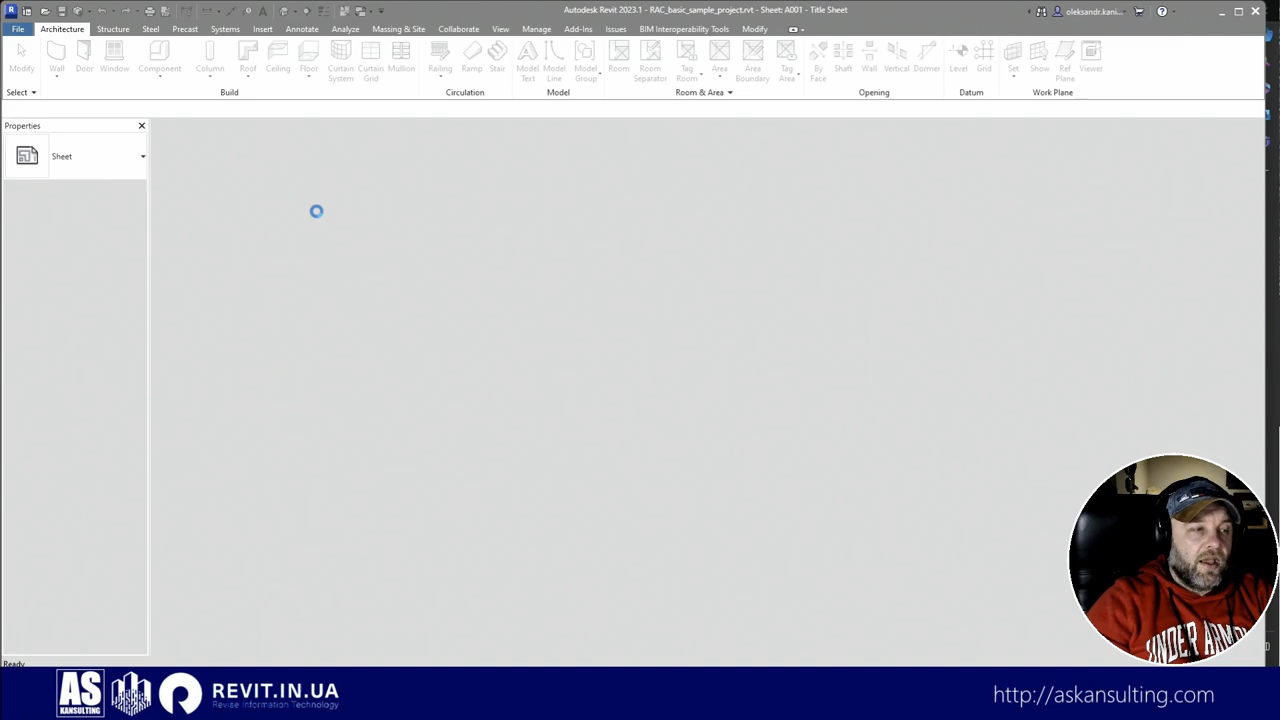 Autodesk Revit 2023.1 - RAC_basic_sample_project.rvt - Sheet: A001 - Title Sheet
oleksandr.kani...
File Architecture Structure Steel Precast Systems Insert Annotate Analyze Massing & Site Collaborate View Manage Add-Ins Issues BIM Interoperability Tools Modify
Modify Wall Door Window Component Column Roof Ceiling Floor Curtain System Curtain Grid Mullion Railing Ramp Stair Model Text Model Line Model Group Room Room Separator Tag Room Area Area Boundary Tag Area By Face Shaft Wall Vertical Dormer Level Grid Set Show Ref Plane Viewer
Select Build Circulation Model Room & Area Opening Datum Work Plane
Properties
Sheet
UNDER ARMOUR
Ready
AS
KANSULTING
REVIT.IN.UA
Revise Information Technology
http://askansulting.com